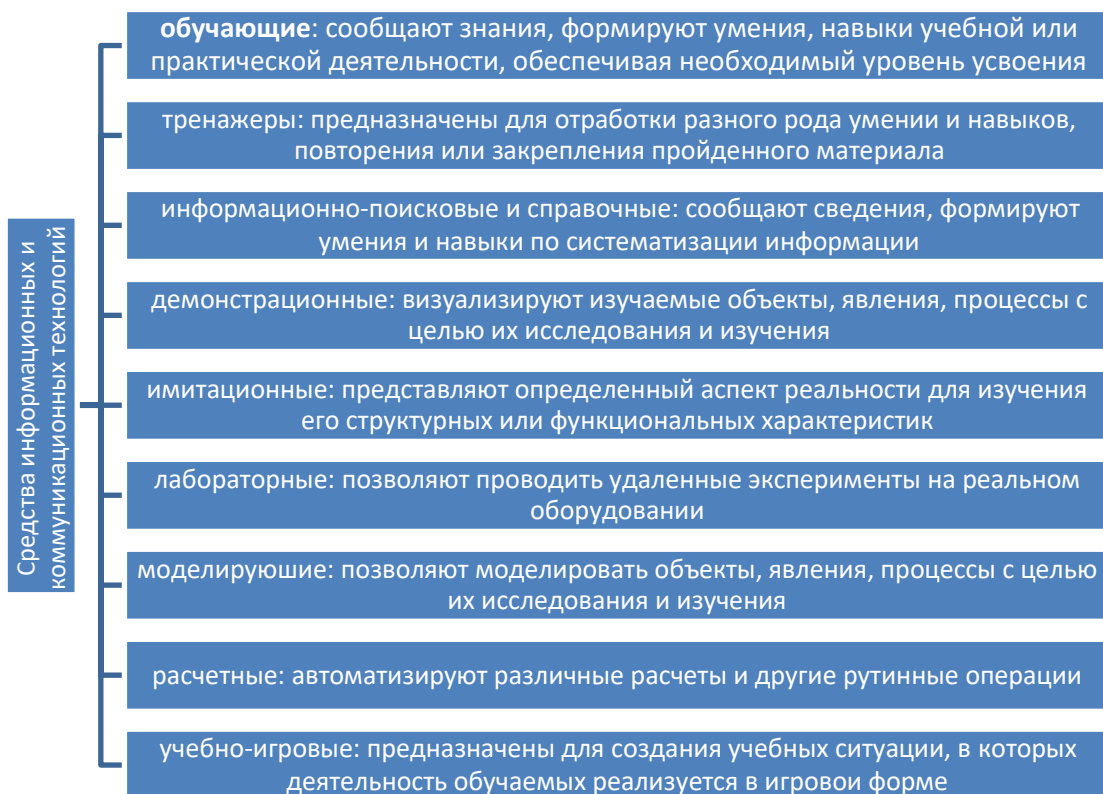 Средства информационных и
коммуникационных технологий
обучающие: сообщают знания, формируют умения, навыки учебной или
практической деятельности, обеспечивая необходимый уровень усвоения
тренажеры: предназначены для отработки разного рода умении и навыков,
повторения или закрепления пройденного материала
информационно-поисковые и справочные: сообщают сведения, формируют
умения и навыки по систематизации информации
демонстрационные: визуализируют изучаемые объекты, явления, процессы с
целью их исследования и изучения
имитационные: представляют определенный аспект реальности для изучения
его структурных или функциональных характеристик
лабораторные: позволяют проводить удаленные эксперименты на реальном
оборудовании
моделируюшие: позволяют моделировать объекты, явления, процессы с целью
их исследования и изучения
расчетные: автоматизируют различные расчеты и другие рутинные операции
учебно-игровые: предназначены для создания учебных ситуации, в которых
деятельность обучаемых реализуется в игровои форме